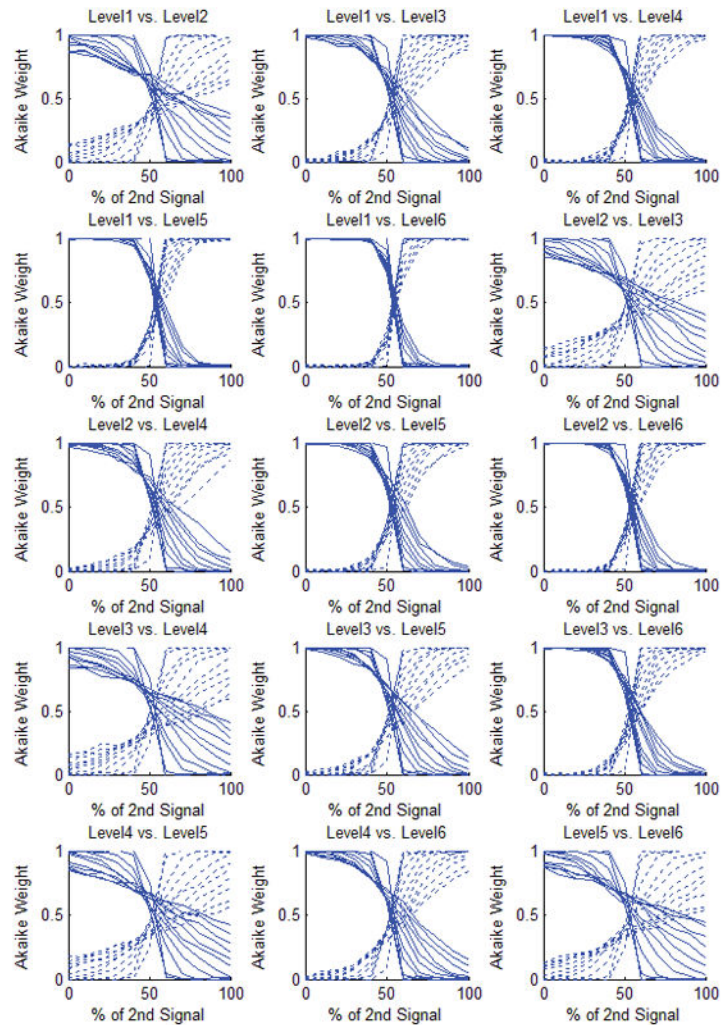 Level1 vs. Level2
Level1 vs. Level3
Level1 vs. Level4
Akaike Weight
1
0.5
0
0
50
100
% of 2nd Signal
Akaike Weight
1
0.5
0
0
50
100
% of 2nd Signal
Akaike Weight
1
0.5
0
0
50
100
% of 2nd Signal
Level1 vs. Level5
Level1 vs. Level6
Level2 vs. Level3
Akaike Weight
1
0.5
0
0
50
100
% of 2nd Signal
Akaike Weight
1
0.5
0
0
50
100
% of 2nd Signal
Akaike Weight
1
0.5
0
0
50
100
% of 2nd Signal
Level2 vs. Level4
Level2 vs. Level5
Level2 vs. Level6
Akaike Weight
1
0.5
0
0
50
100
% of 2nd Signal
Akaike Weight
1
0.5
0
0
50
100
% of 2nd Signal
Akaike Weight
1
0.5
0
0
50
100
% of 2nd Signal
Level3 vs. Level4
Level3 vs. Level5
Level3 vs. Level6
Akaike Weight
1
0.5
0
0
50
100
% of 2nd Signal
Akaike Weight
1
0.5
0
0
50
100
% of 2nd Signal
Akaike Weight
1
0.5
0
0
50
100
% of 2nd Signal
Level4 vs. Level5
Level4 vs. Level6
Level5 vs. Level6
Akaike Weight
1
0.5
0
0
50
100
% of 2nd Signal
Akaike Weight
1
0.5
0
0
50
100
% of 2nd Signal
Akaike Weight
1
0.5
0
0
50
100
% of 2nd Signal